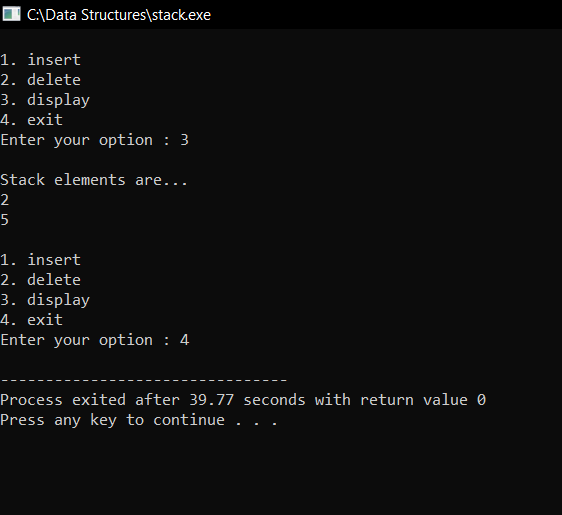 C:\Data Structures\stack.exe
1. insert
2. delete
3. display
4. exit
Enter your option : 3
Stack elements are...
2
5
1. insert
2. delete
3. display
4. exit
Enter your option : 4
--------------------------------
Process exited after 39.77 seconds with return value 0
Press any key to continue . . .